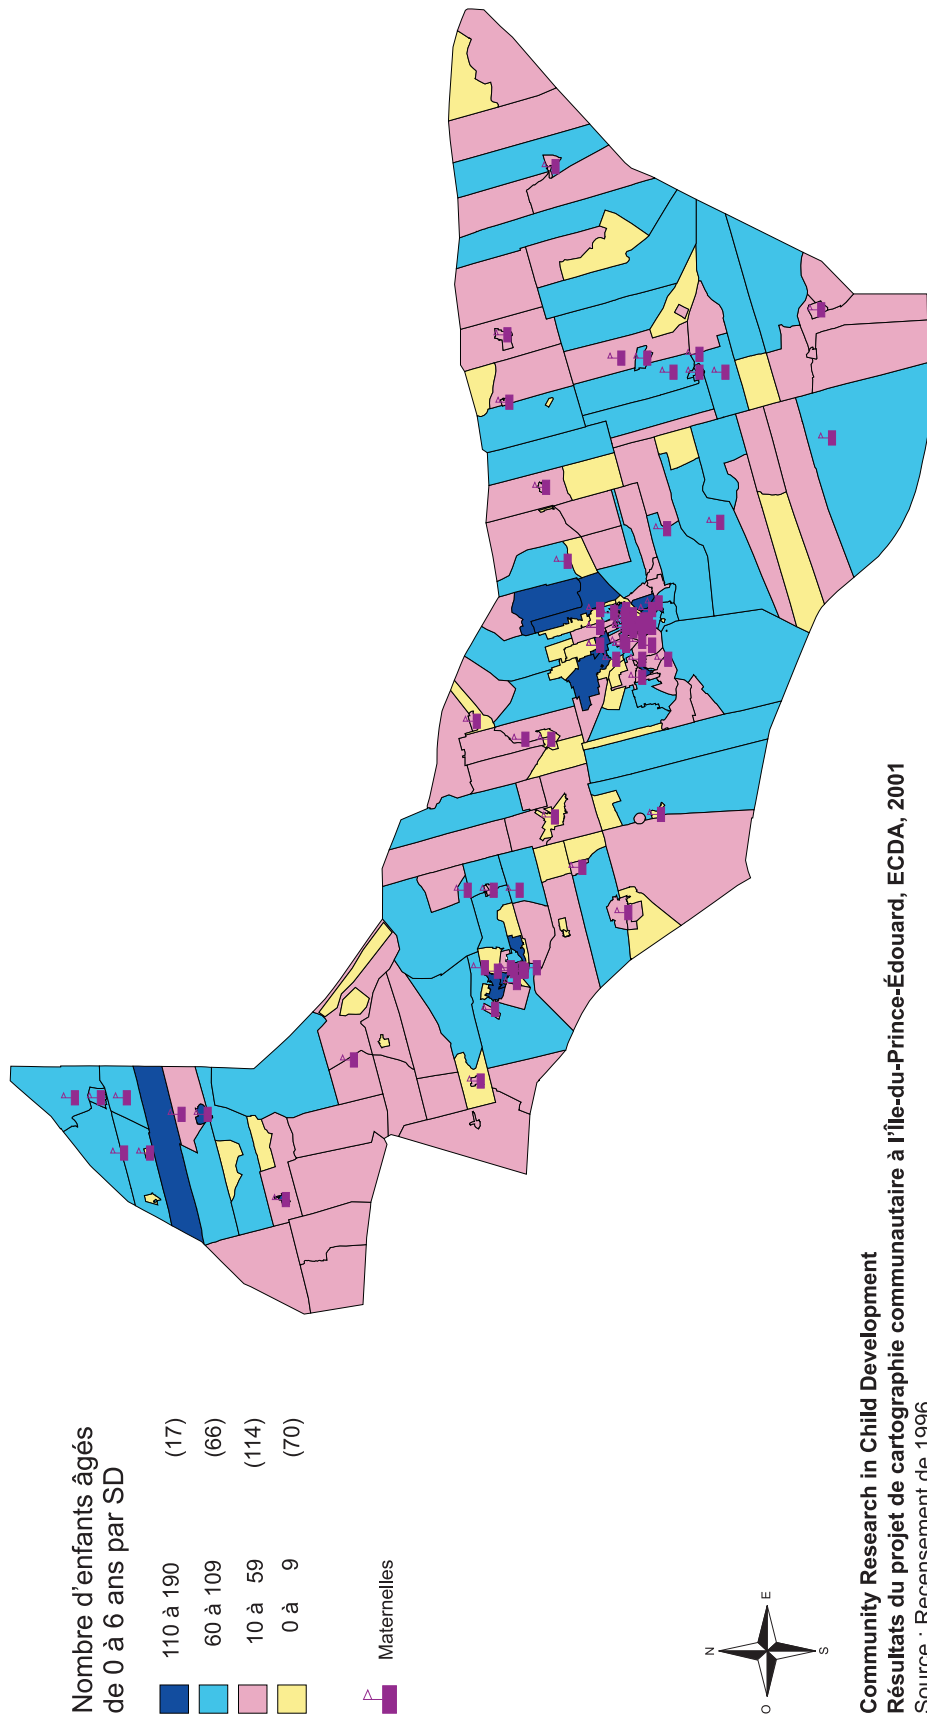 Nombre d'enfants âgés
de 0 à 6 ans par SD
110 à 190 (17)
60 à 109 (66)
10 à 59 (114)
0 à 9 (70)
Maternelles
N
O E
S
Community Research in Child Development
Résultats du projet de cartographie communautaire à l'Île-du-Prince-Édouard, ECDA, 2001
Source : Recensement de 1996